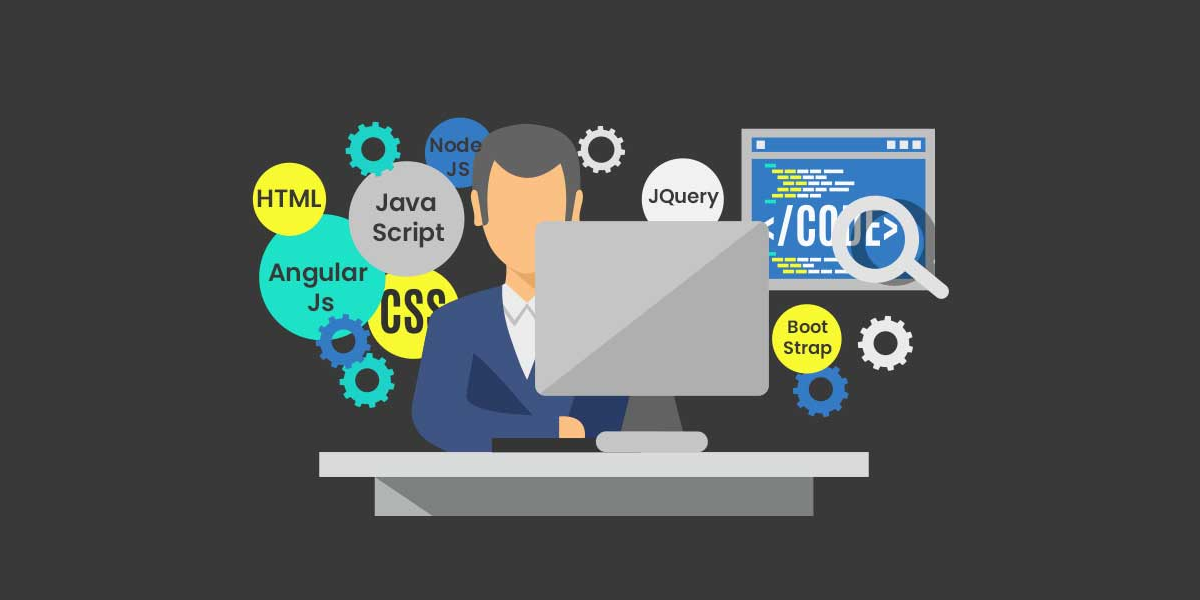 Node
JS
HTML
Java
Script
JQuery
Angular
Js
CSS
</CODE>
Boot
Strap